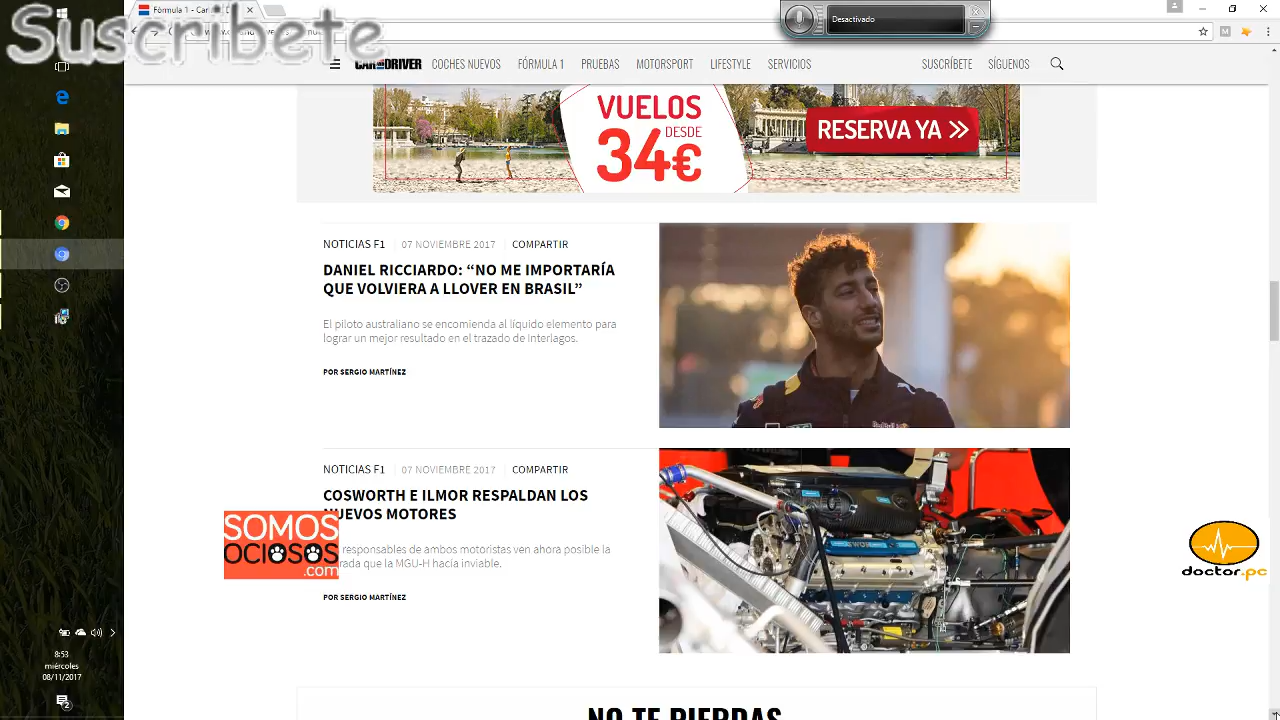 Suscribete
Fórmula 1 - Car
Desactivado
CAR DRIVER COCHES NUEVOS FÓRMULA 1 PRUEBAS MOTORSPORT LIFESTYLE SERVICIOS SUSCRÍBETE SÍGUENOS
VUELOS
DESDE
34€
RESERVA YA
NOTICIAS F1 07 NOVIEMBRE 2017 COMPARTIR
DANIEL RICCIARDO: “NO ME IMPORTARÍA
QUE VOLVIERA A LLOVER EN BRASIL”
El piloto australiano se encomienda al líquido elemento para
lograr un mejor resultado en el trazado de Interlagos.
POR SERGIO MARTÍNEZ
NOTICIAS F1 07 NOVIEMBRE 2017 COMPARTIR
COSWORTH E ILMOR RESPALDAN LOS
NUEVOS MOTORES
responsables de ambos motoristas ven ahora posible la
que la MGU-H hacía inviable.
POR SERGIO MARTÍNEZ
SOMOS
OCIOSOS
.com
doctor.pc
8:53
miércoles
08/11/2017
2
NO TE PIERDAS